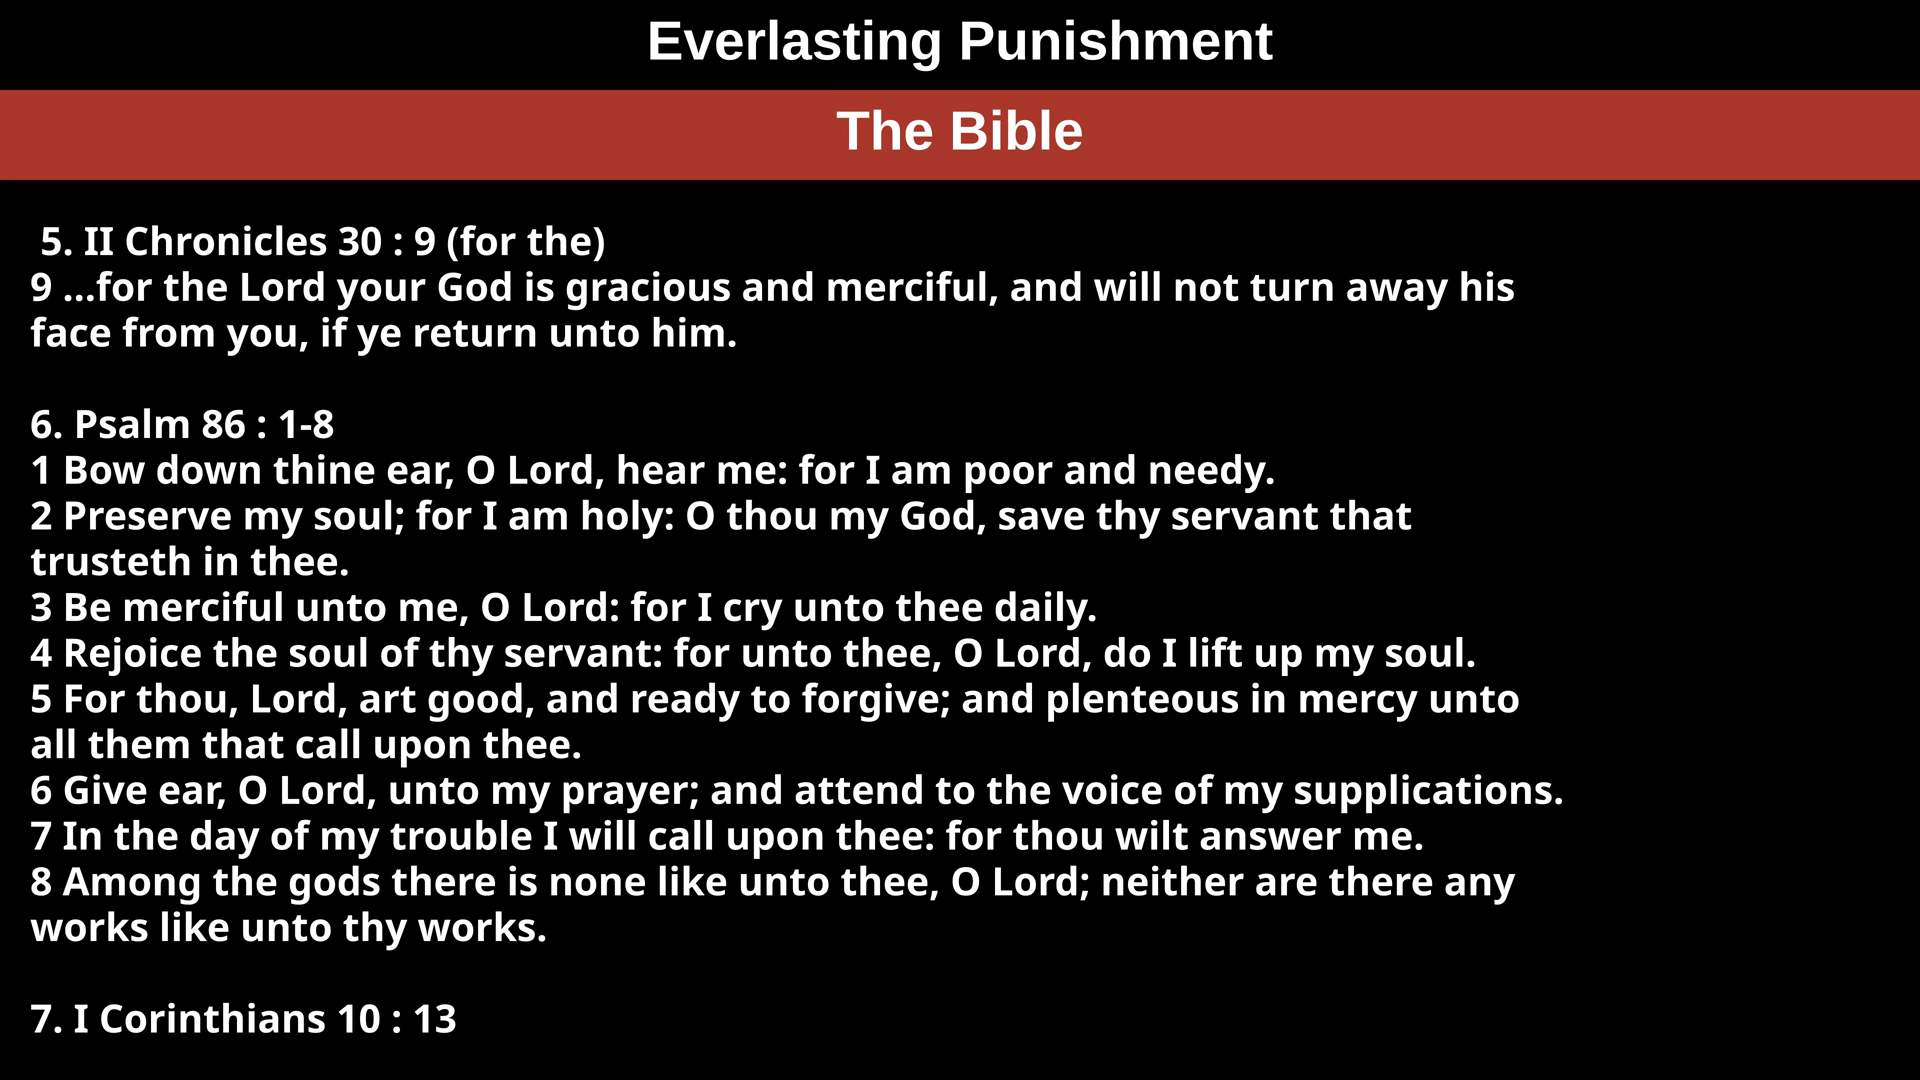 Everlasting Punishment
The Bible
5. II Chronicles 30 : 9 (for the)
9 ...for the Lord your God is gracious and merciful, and will not turn away his
face from you, if ye return unto him.
6. Psalm 86 : 1-8
1 Bow down thine ear, O Lord, hear me: for I am poor and needy.
2 Preserve my soul; for I am holy: O thou my God, save thy servant that
trusteth in thee.
3 Be merciful unto me, O Lord: for I cry unto thee daily.
4 Rejoice the soul of thy servant: for unto thee, O Lord, do I lift up my soul.
5 For thou, Lord, art good, and ready to forgive; and plenteous in mercy unto
all them that call upon thee.
6 Give ear, O Lord, unto my prayer; and attend to the voice of my supplications.
7 In the day of my trouble I will call upon thee: for thou wilt answer me.
8 Among the gods there is none like unto thee, O Lord; neither are there any
works like unto thy works.
7. I Corinthians 10 : 13